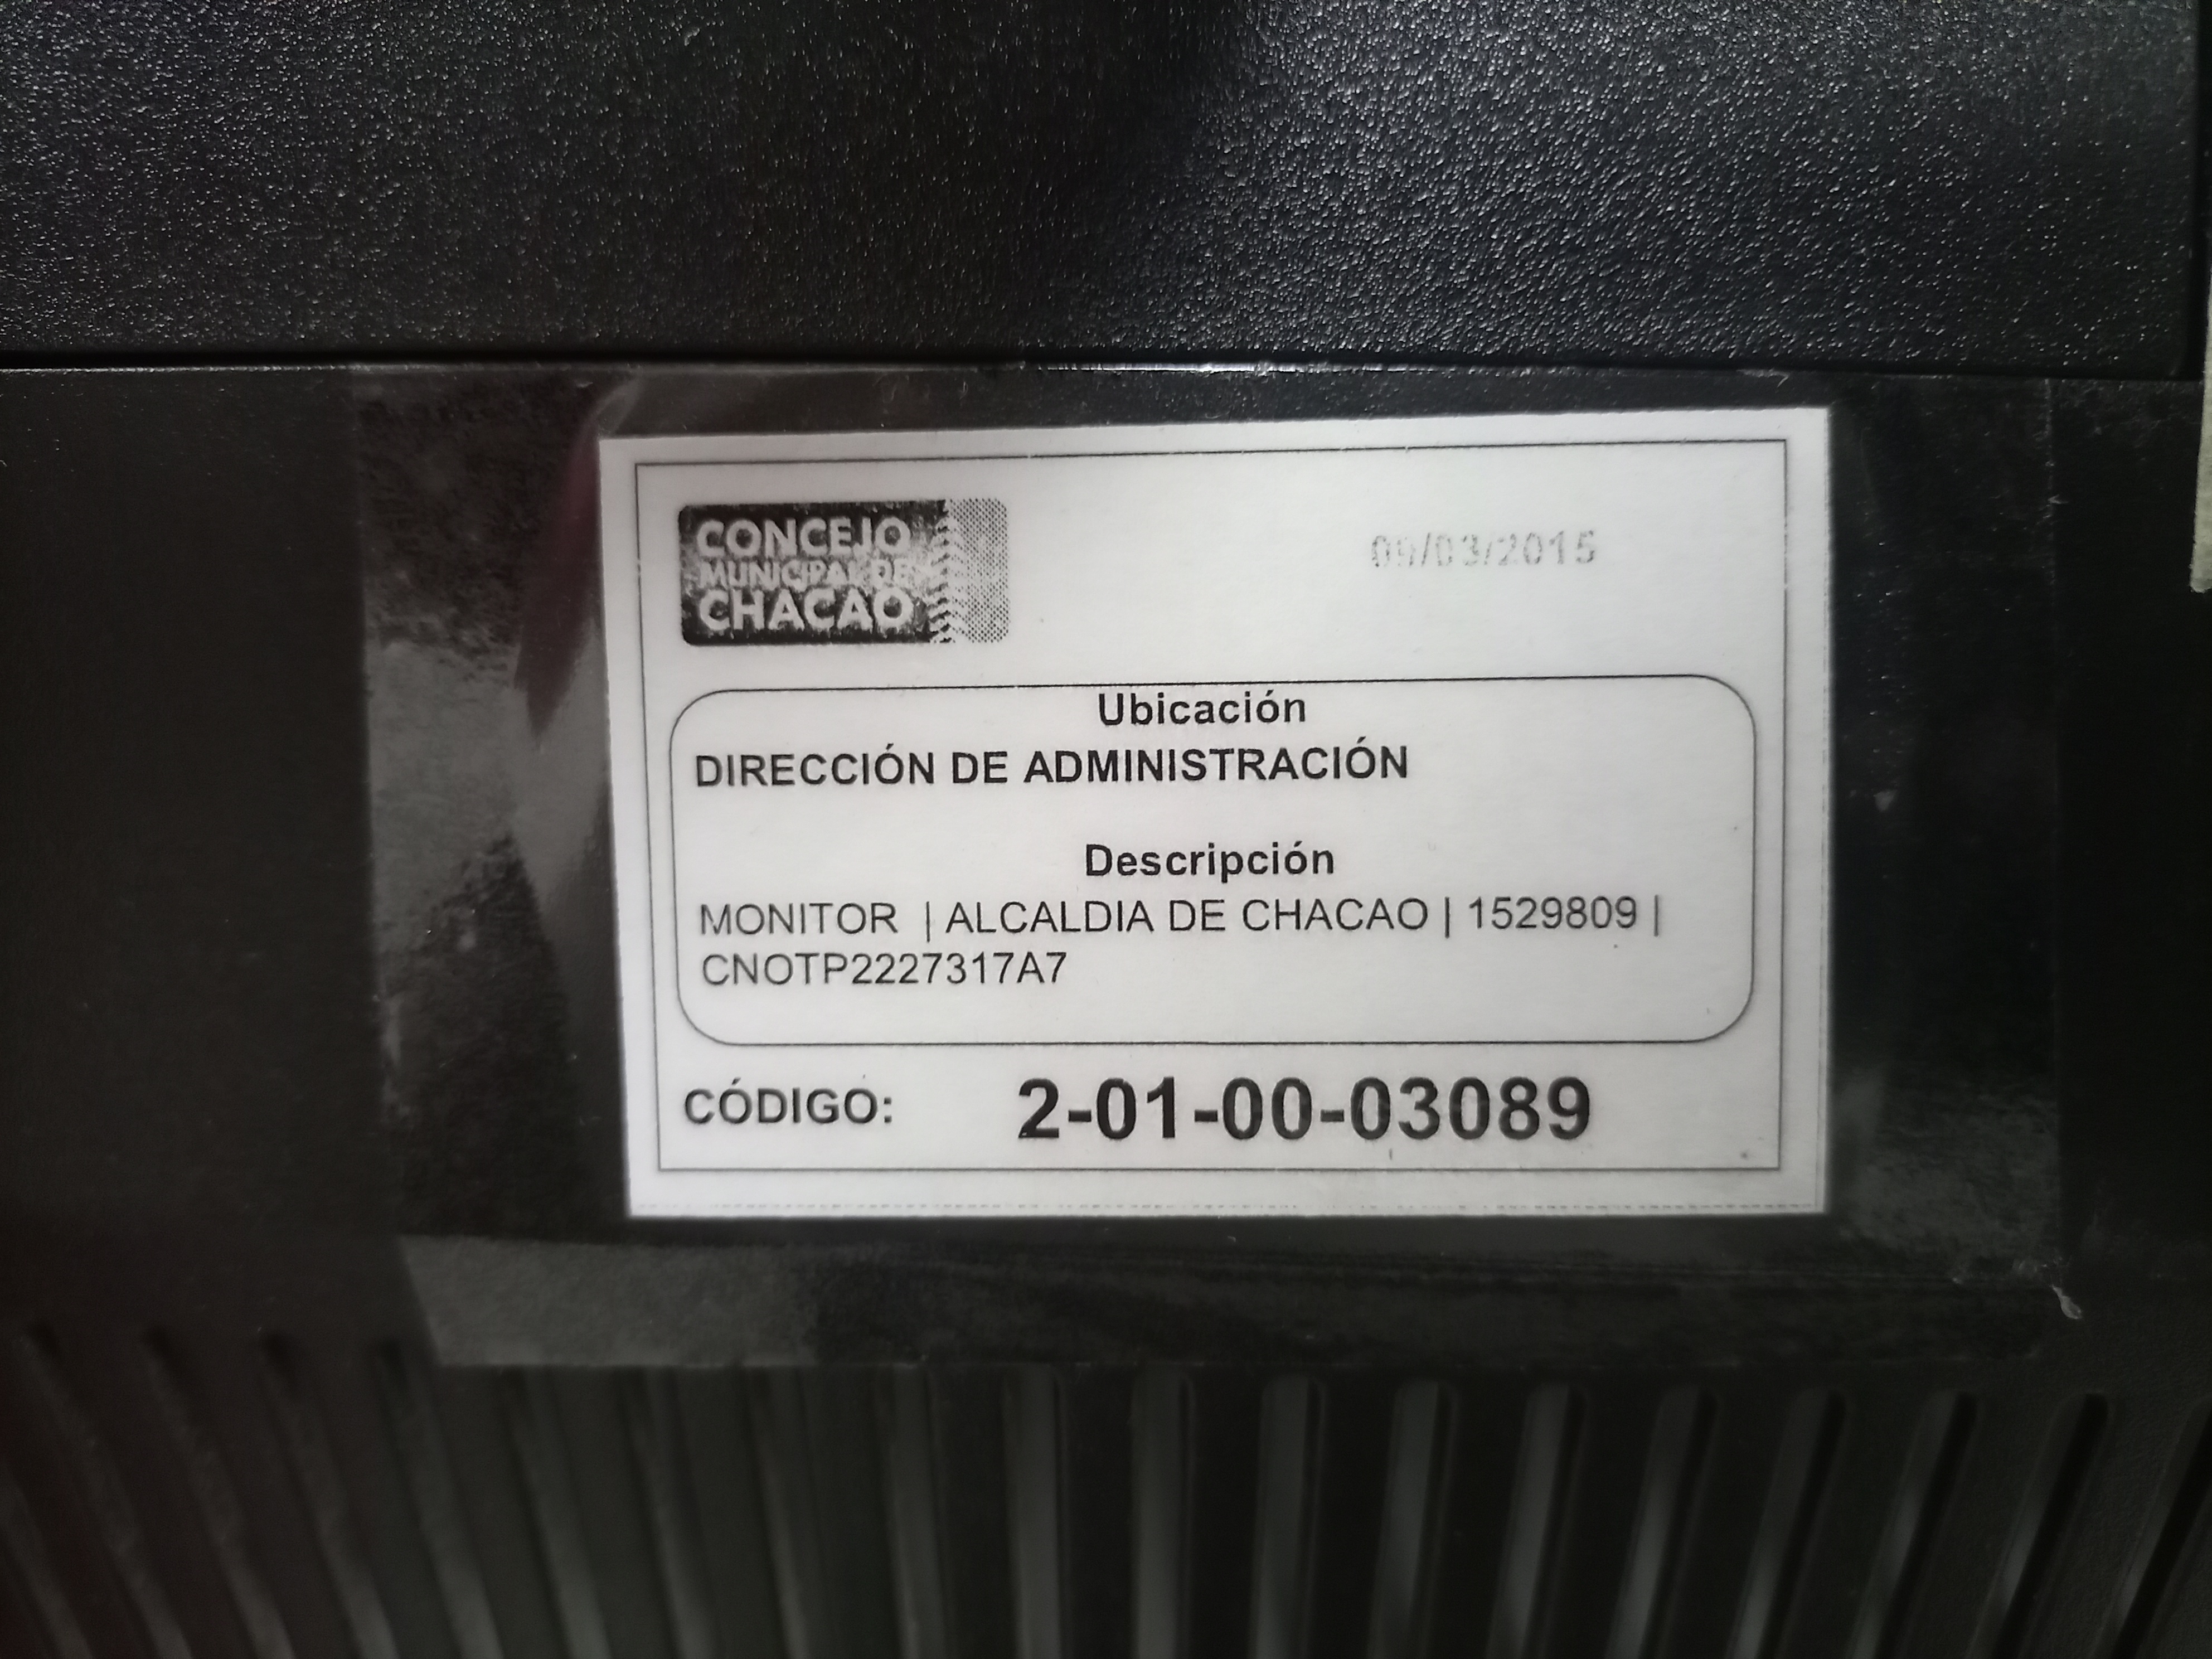 CONCEJO
MUNICIPAL DE
CHACAO
09/03/2015
Ubicación
DIRECCIÓN DE ADMINISTRACIÓN
Descripción
MONITOR | ALCALDIA DE CHACAO | 1529809 |
CNOTP2227317A7
CÓDIGO: 2-01-00-03089